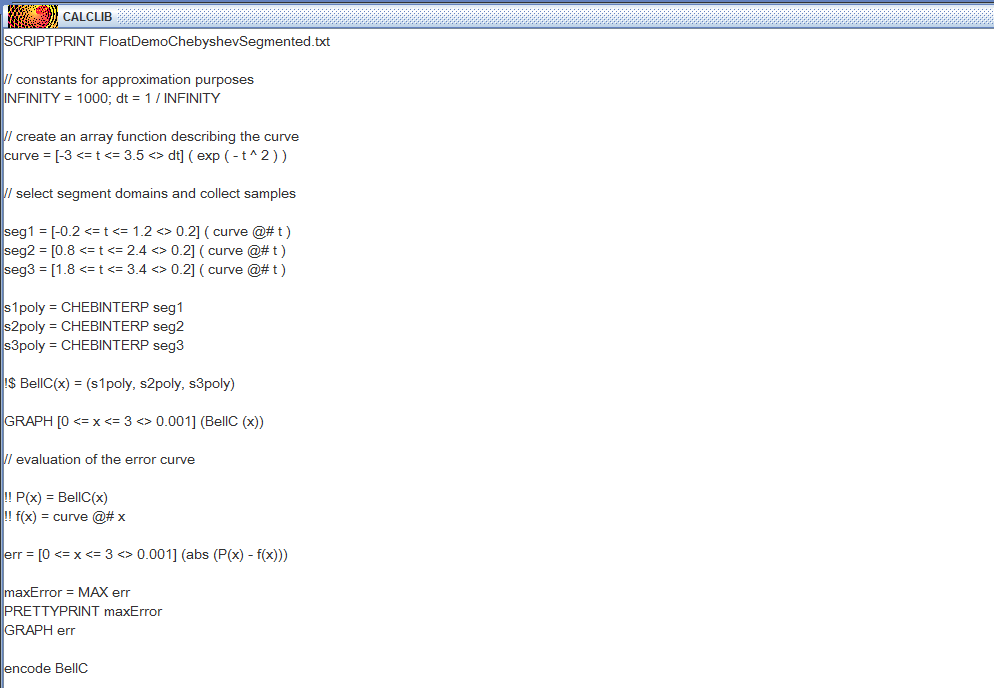 CALCLIB
SCRIPTPRINT FloatDemoChebyshevSegmented.txt
// constants for approximation purposes
INFINITY = 1000; dt = 1 / INFINITY
// create an array function describing the curve
curve = [-3 <= t <= 3.5 <> dt] ( exp ( - t ^ 2 ) )
// select segment domains and collect samples
seg1 = [-0.2 <= t <= 1.2 <> 0.2] ( curve @# t )
seg2 = [0.8 <= t <= 2.4 <> 0.2] ( curve @# t )
seg3 = [1.8 <= t <= 3.4 <> 0.2] ( curve @# t )
s1poly = CHEBINTERP seg1
s2poly = CHEBINTERP seg2
s3poly = CHEBINTERP seg3
!$ BellC(x) = (s1poly, s2poly, s3poly)
GRAPH [0 <= x <= 3 <> 0.001] (BellC (x))
// evaluation of the error curve
!! P(x) = BellC(x)
!! f(x) = curve @# x
err = [0 <= x <= 3 <> 0.001] (abs (P(x) - f(x)))
maxError = MAX err
PRETTYPRINT maxError
GRAPH err
encode BellC